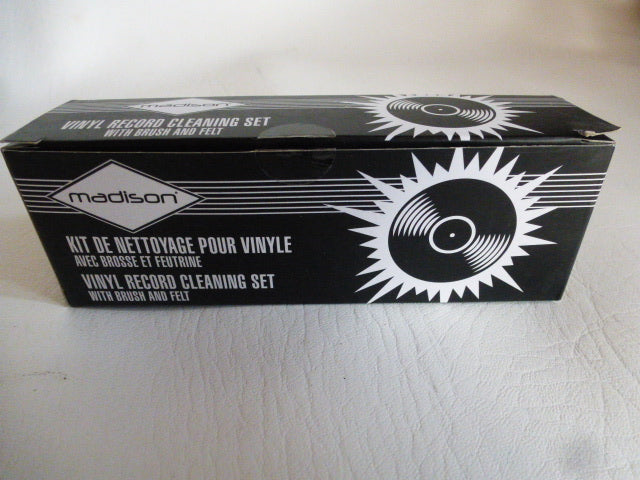 madison
VINYL RECORD CLEANING SET
WITH BRUSH AND FELT
madison
KIT DE NETTOYAGE POUR VINYLE
AVEC BROSSE ET FEUTRINE
VINYL RECORD CLEANING SET
WITH BRUSH AND FELT